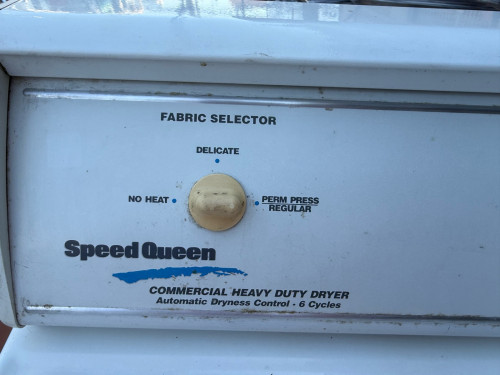 FABRIC SELECTOR
DELICATE
NO HEAT
PERM PRESS
REGULAR
Speed Queen
COMMERCIAL HEAVY DUTY DRYER
Automatic Dryness Control - 6 Cycles